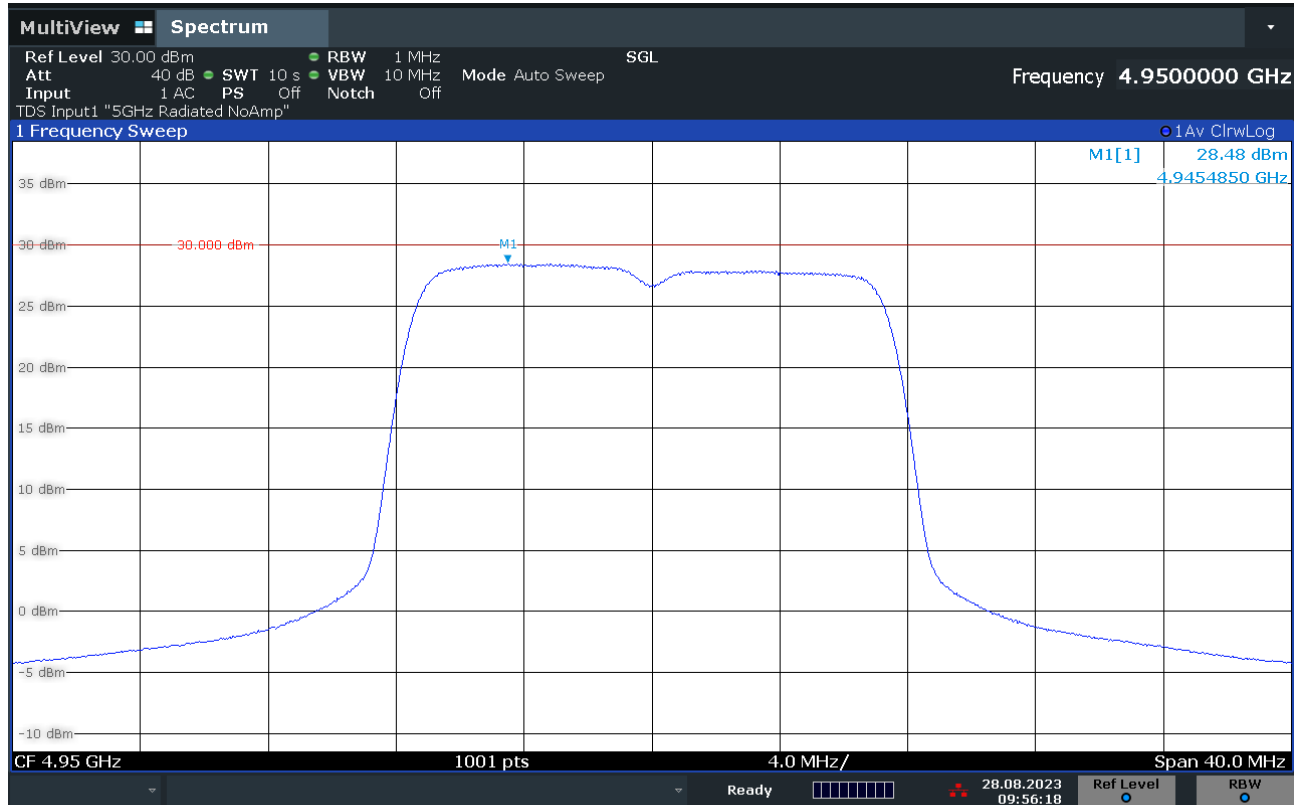 MultiView Spectrum
Ref Level 30.00 dBm RBW 1 MHz SGL
Att 40 dB SWT 10 s VBW 10 MHz Mode Auto Sweep Frequency 4.9500000 GHz
Input 1 AC PS Off Notch Off
TDS Input1 "5GHz Radiated NoAmp"
1 Frequency Sweep 1Av ClrwLog
M1[1] 28.48 dBm
4.9454850 GHz
35 dBm
30 dBm 30.000 dBm M1
25 dBm
20 dBm
15 dBm
10 dBm
5 dBm
0 dBm
-5 dBm
-10 dBm
CF 4.95 GHz 1001 pts 4.0 MHz/ Span 40.0 MHz
Ready 28.08.2023 Ref Level RBW
09:56:18